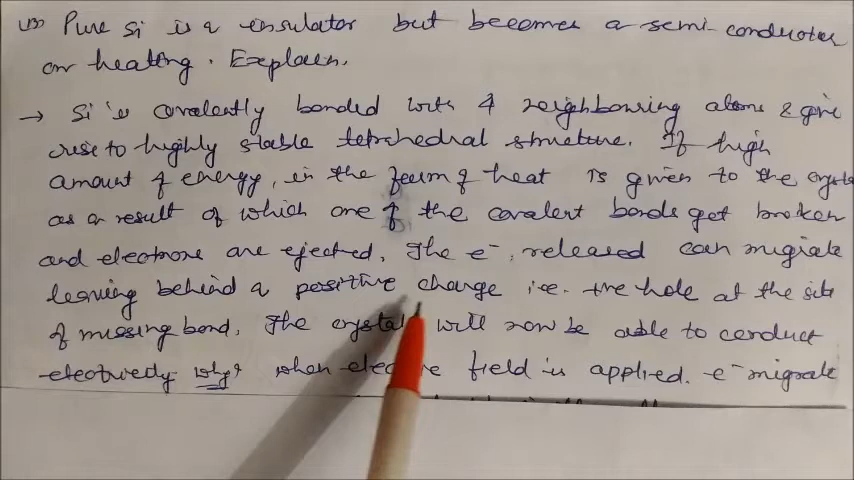 Pure Si is a insulator but becomes a semi-conductor
on heating. Explain.
→ Si is covalently bonded with 4 neighbouring atoms & give
rise to highly stable tetrahedral structure. If high
amount of energy, in the form of heat is given to the crystal
as a result of which one of the covalent bonds get broken
and electrons are ejected. The e⁻ released can migrate
leaving behind a positive charge i.e. +ve hole at the site
of missing bond. The crystal will now be able to conduct
electricity why? when electric field is applied. e⁻ migrate